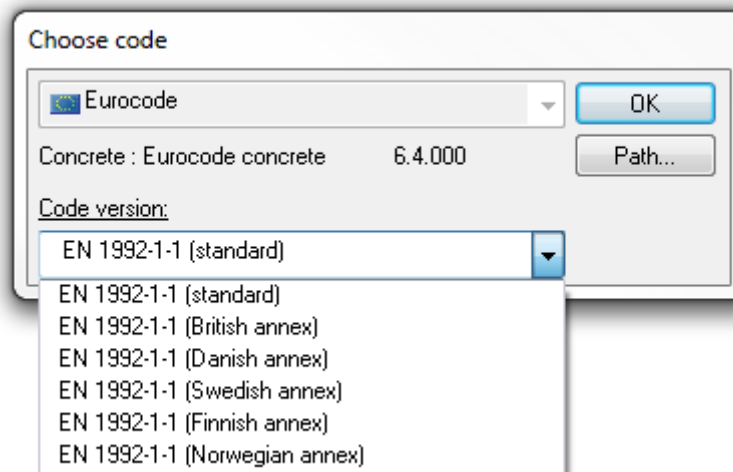 Choose code
Eurocode
OK
Concrete : Eurocode concrete 6.4.000
Path...
Code version:
EN 1992-1-1 (standard)
EN 1992-1-1 (standard)
EN 1992-1-1 (British annex)
EN 1992-1-1 (Danish annex)
EN 1992-1-1 (Swedish annex)
EN 1992-1-1 (Finnish annex)
EN 1992-1-1 (Norwegian annex)